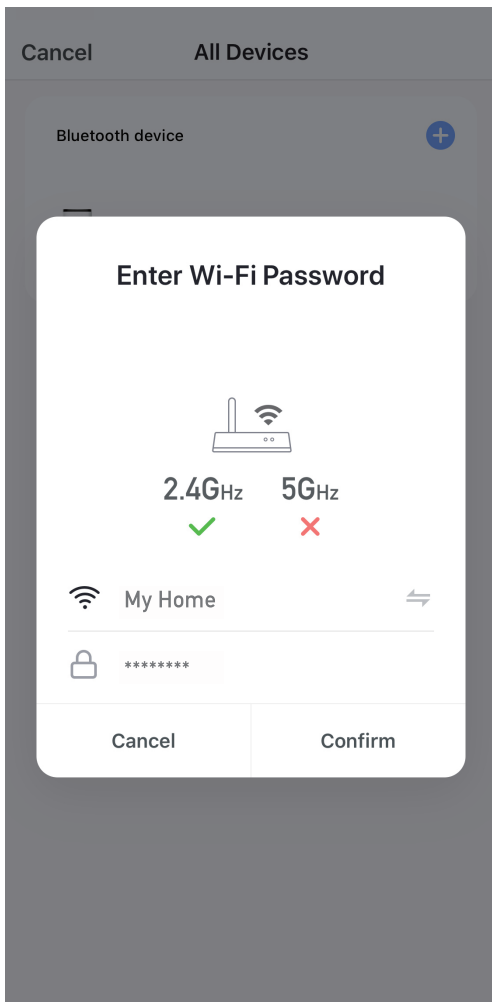 Cancel All Devices
Bluetooth device
Enter Wi-Fi Password
2.4GHz 5GHz
My Home
********
Cancel Confirm